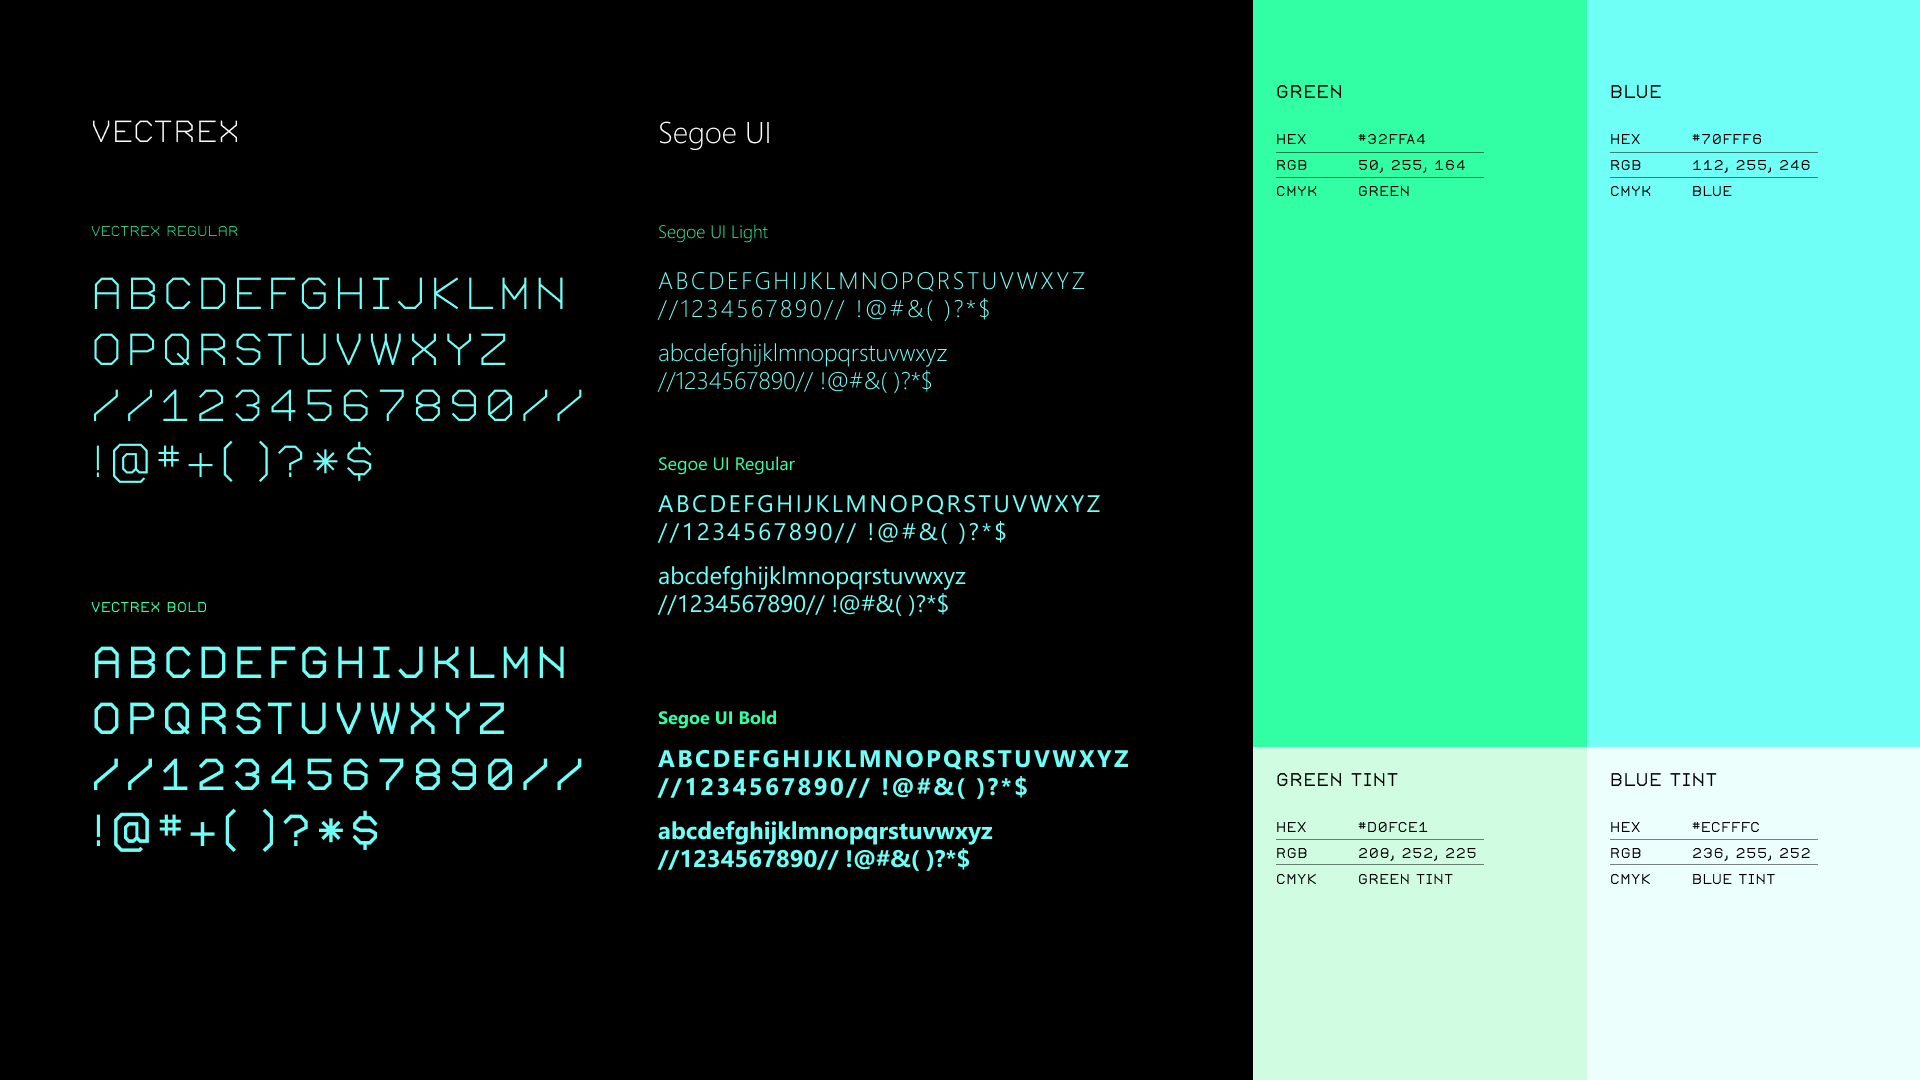 VECTREX
VECTREX REGULAR
ABCDEFGHIJKLMN
OPQRSTUVWXYZ
//1234567890//
!@#+( )?*$
VECTREX BOLD
ABCDEFGHIJKLMN
OPQRSTUVWXYZ
//1234567890//
!@#+( )?*$
Segoe UI
Segoe UI Light
ABCDEFGHIJKLMNOPQRSTUVWXYZ
//1234567890// !@#&( )?*$
abcdefghijklmnopqrstuvwxyz
//1234567890// !@#&( )?*$
Segoe UI Regular
ABCDEFGHIJKLMNOPQRSTUVWXYZ
//1234567890// !@#&( )?*$
abcdefghijklmnopqrstuvwxyz
//1234567890// !@#&( )?*$
Segoe UI Bold
ABCDEFGHIJKLMNOPQRSTUVWXYZ
//1234567890// !@#&( )?*$
abcdefghijklmnopqrstuvwxyz
//1234567890// !@#&( )?*$
GREEN
HEX #32FFA4
RGB 50, 255, 164
CMYK GREEN
BLUE
HEX #70FFF6
RGB 112, 255, 246
CMYK BLUE
GREEN TINT
HEX #D0FCE1
RGB 208, 252, 225
CMYK GREEN TINT
BLUE TINT
HEX #ECFFFC
RGB 236, 255, 252
CMYK BLUE TINT